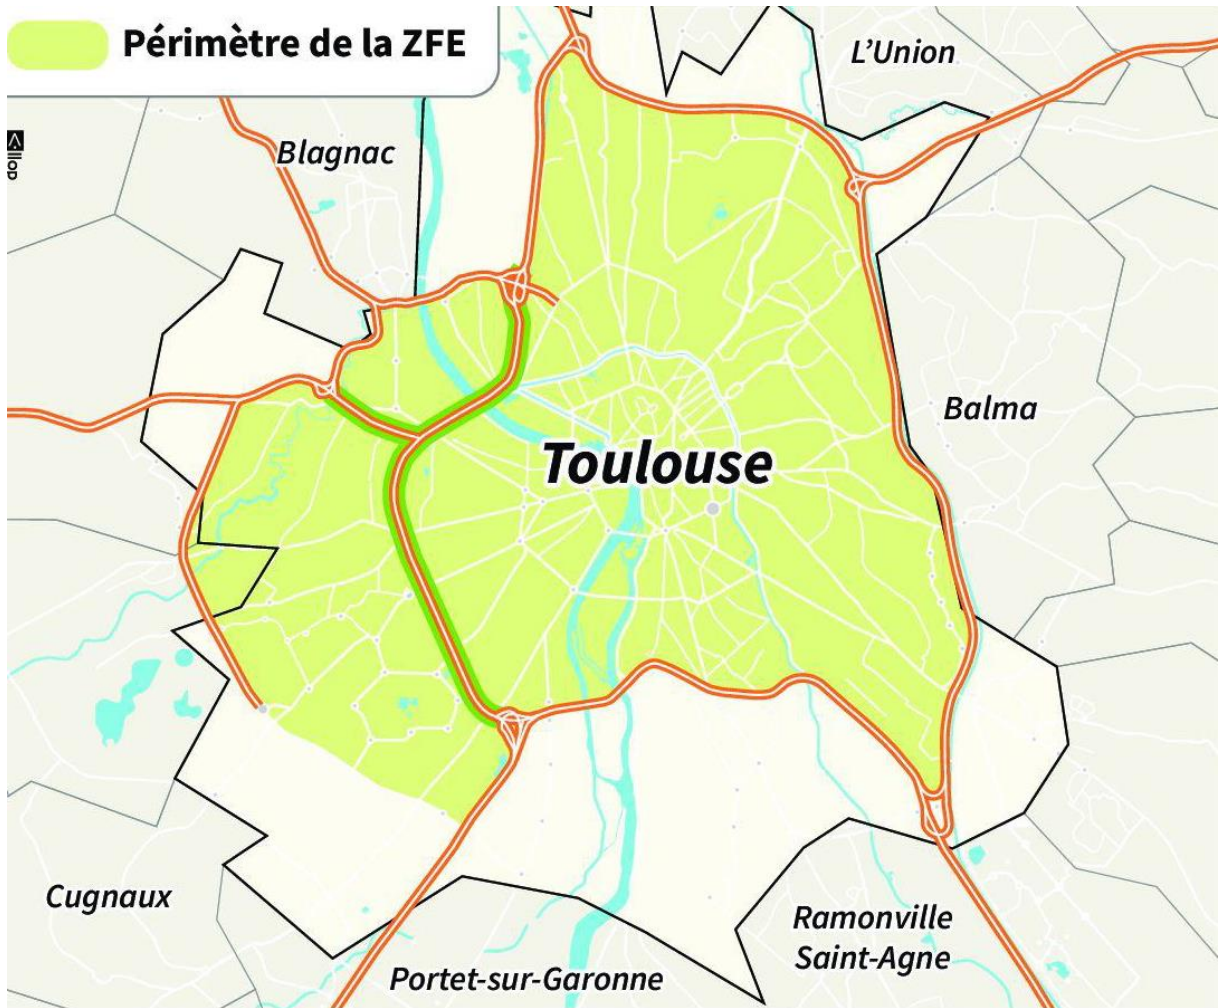 Périmètre de la ZFE
L'Union
Blagnac
Balma
Toulouse
Cugnaux
Ramonville
Saint-Agne
Portet-sur-Garonne